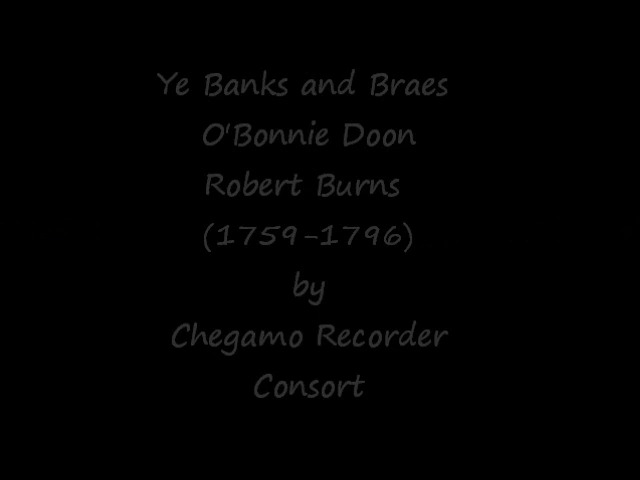 Ye Banks and Braes
O'Bonnie Doon
Robert Burns
(1759-1796)
by
Chegamo Recorder
Consort